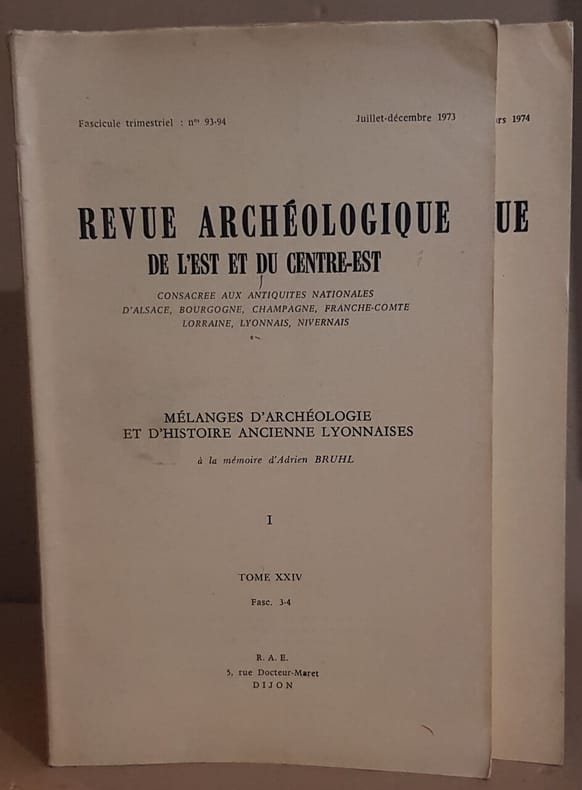 Fascicule trimestriel : nos 93-94
Juillet-décembre 1973
REVUE ARCHÉOLOGIQUE
DE L'EST ET DU CENTRE-EST
CONSACREE AUX ANTIQUITES NATIONALES
D'ALSACE, BOURGOGNE, CHAMPAGNE, FRANCHE-COMTE
LORRAINE, LYONNAIS, NIVERNAIS
MÉLANGES D'ARCHÉOLOGIE
ET D'HISTOIRE ANCIENNE LYONNAISES
à la mémoire d'Adrien BRUHL
I
TOME XXIV
Fasc. 3-4
R. A. E.
5, rue Docteur-Maret
DIJON
rs 1974
UE